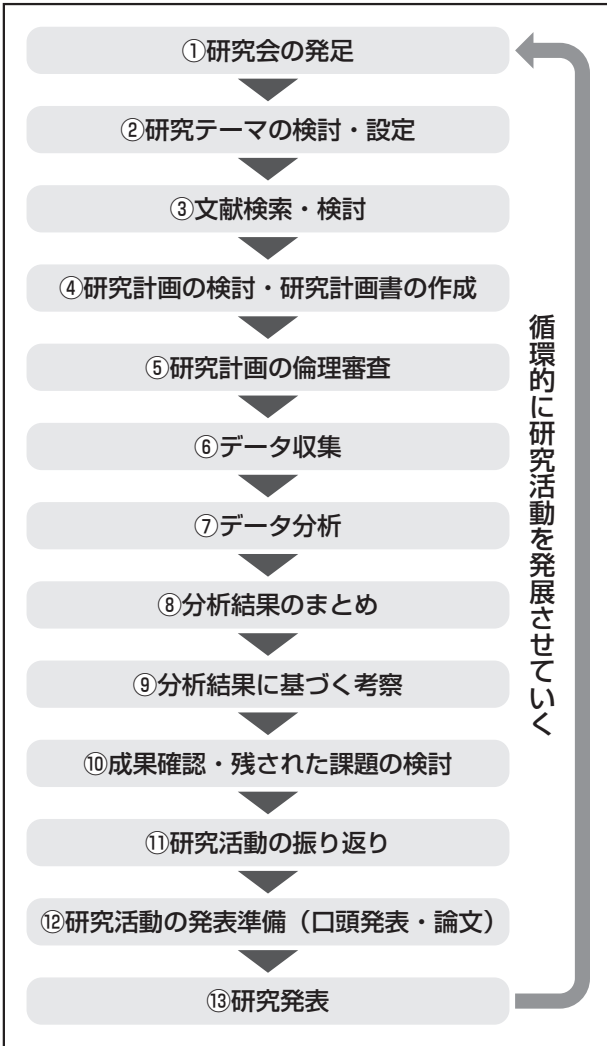 ①研究会の発足
②研究テーマの検討・設定
③文献検索・検討
④研究計画の検討・研究計画書の作成
⑤研究計画の倫理審査
⑥データ収集
⑦データ分析
⑧分析結果のまとめ
⑨分析結果に基づく考察
⑩成果確認・残された課題の検討
⑪研究活動の振り返り
⑫研究活動の発表準備（口頭発表・論文）
⑬研究発表
循環的に研究活動を発展させていく